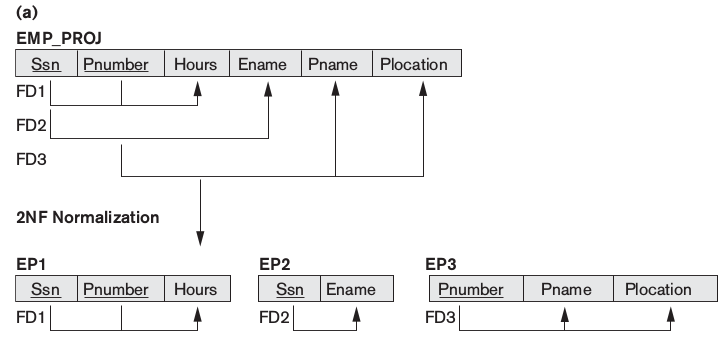 (a)
EMP_PROJ
Ssn Pnumber Hours Ename Pname Plocation
FD1
FD2
FD3
2NF Normalization
EP1 EP2 EP3
Ssn Pnumber Hours Ssn Ename Pnumber Pname Plocation
FD1 FD2 FD3